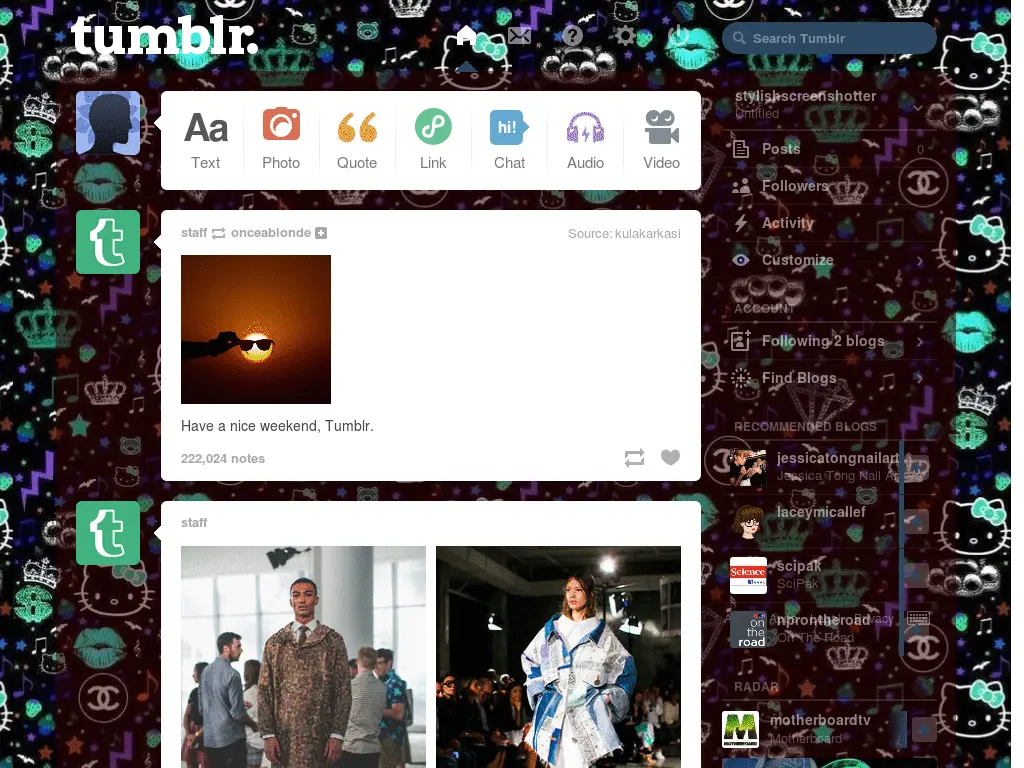 tumblr.
Search Tumblr
stylishscreenshotter
Untitled
Aa
hi!
Text
Photo
Quote
Link
Chat
Audio
Video
Posts
0
Followers
Activity
Customize
ACCOUNT
Following 2 blogs
Find Blogs
RECOMMENDED BLOGS
jessicatongnailart
Jessica Tong Nail A
laceymicallef
scipak
SciPak
Science
nprontheroad
Privacy
On The Road
on
the
road
RADAR
motherboardtv
Motherboard
MOTHERBOARD
staff onceablonde
Source: kulakarkasi
Have a nice weekend, Tumblr.
222,024 notes
staff